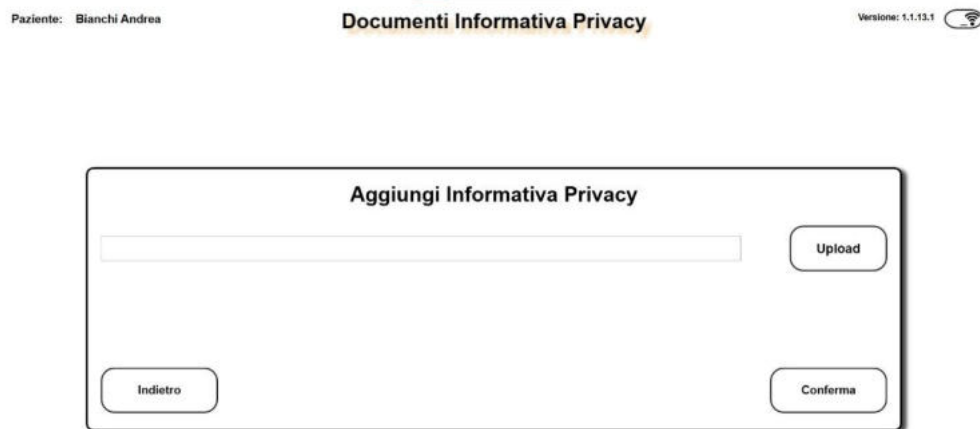 Paziente: Bianchi Andrea
Documenti Informativa Privacy
Versione: 1.1.13.1
Aggiungi Informativa Privacy
Upload
Indietro
Conferma